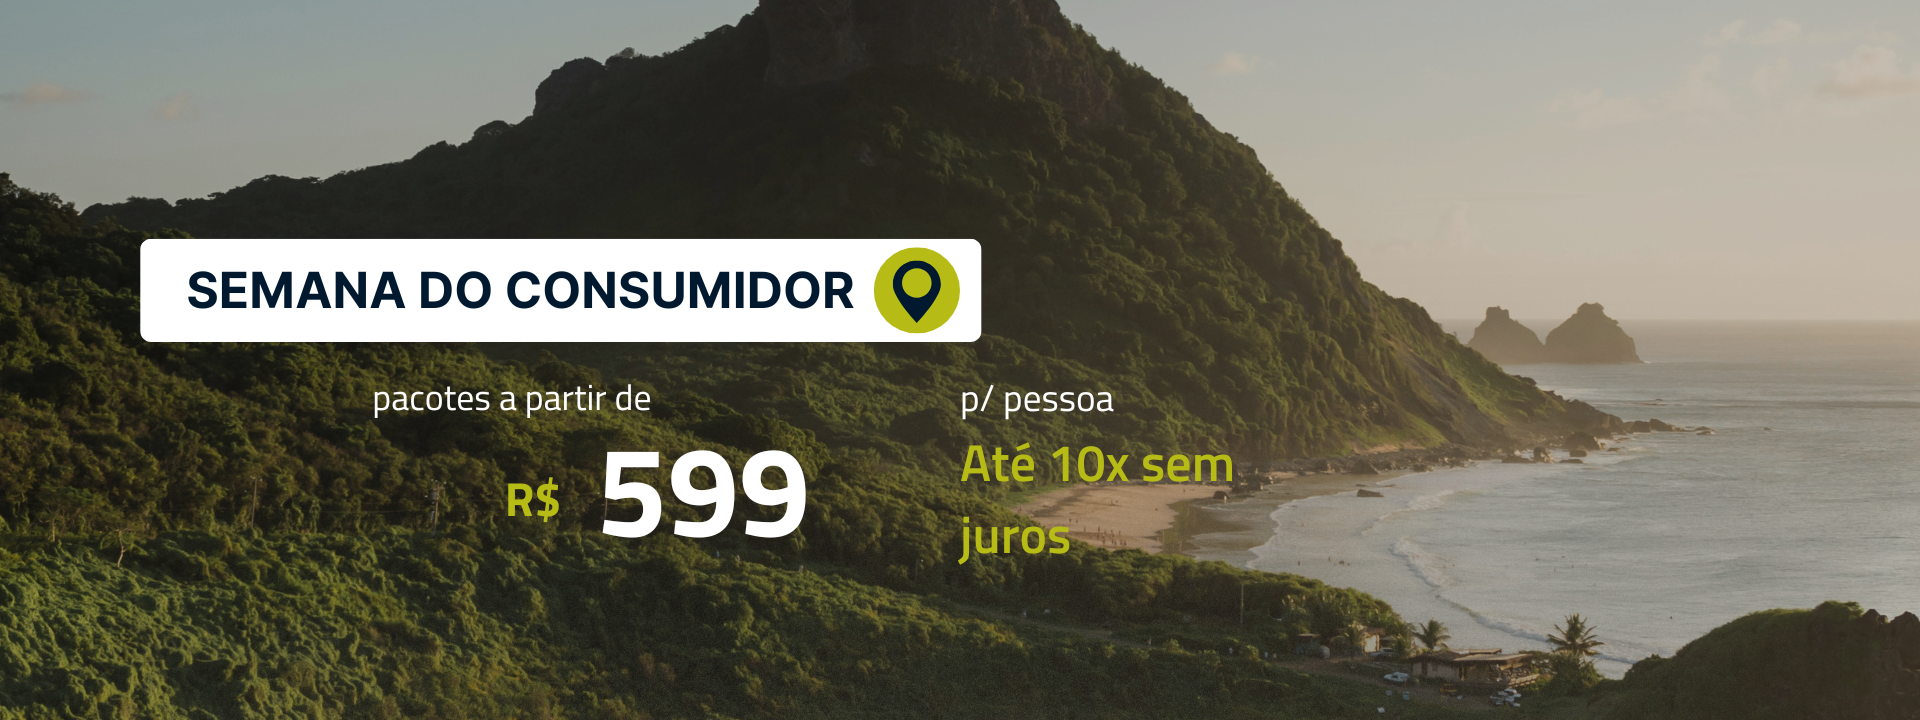 SEMANA DO CONSUMIDOR
pacotes a partir de
R$ 599
p/ pessoa
Até 10x sem
juros